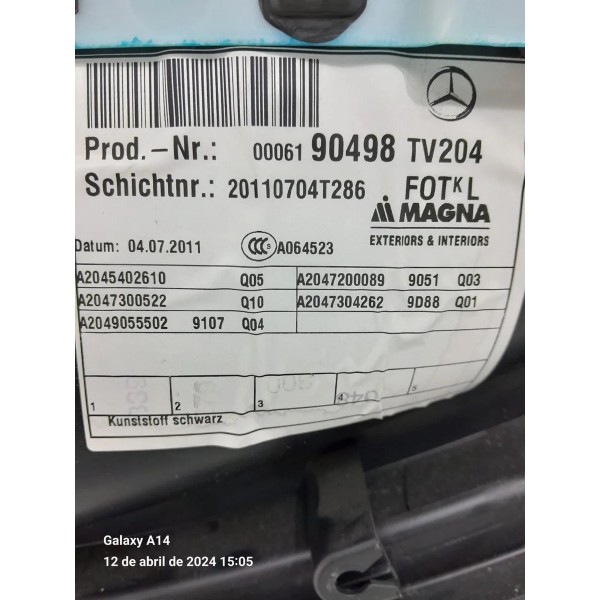 Prod.-Nr.: 00061 90498 TV204
Schichtnr.: 20110704T286 FOTKL
MAGNA
Datum: 04.07.2011 CCC S A064523 EXTERIORS & INTERIORS
A2045402610 Q05 A2047200089 9051 Q03
A2047300522 Q10 A2047304262 9D88 Q01
A2049055502 9107 Q04
1 2 3 4 5
Kunststoff schwarz
Galaxy A14
12 de abril de 2024 15:05